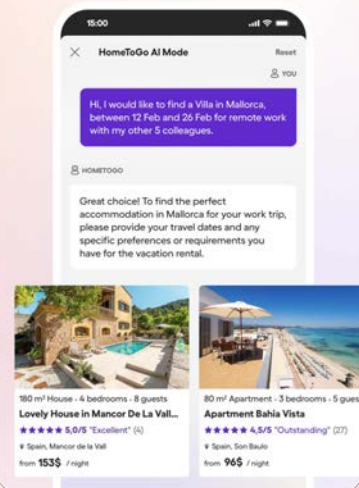 15:00
HomeToGo AI Mode
Reset
YOU
Hi, I would like to find a Villa in Mallorca,
between 12 Feb and 26 Feb for remote work
with my other 5 colleagues.
HOMETOGO
Great choice! To find the perfect
accommodation in Mallorca for your work trip,
please provide your travel dates and any
specific preferences or requirements you
have for the vacation rental.
180 m² House · 4 bedrooms · 8 guests
Lovely House in Mancor De La Vall...
★★★★★ 5,0/5 "Excellent" (4)
Spain, Mancor de la Vall
from 153$ / night
80 m² Apartment · 3 bedrooms · 5 gues
Apartment Bahia Vista
★★★★★ 4,5/5 "Outstanding" (27)
Spain, Son Baulo
from 96$ / night